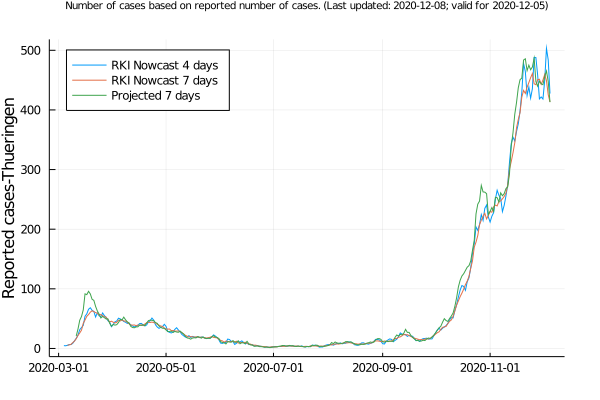 Number of cases based on reported number of cases. (Last updated: 2020-12-08; valid for 2020-12-05)
Reported cases-Thueringen
500
400
300
200
100
0
RKI Nowcast 4 days
RKI Nowcast 7 days
Projected 7 days
2020-03-01 2020-05-01 2020-07-01 2020-09-01 2020-11-01